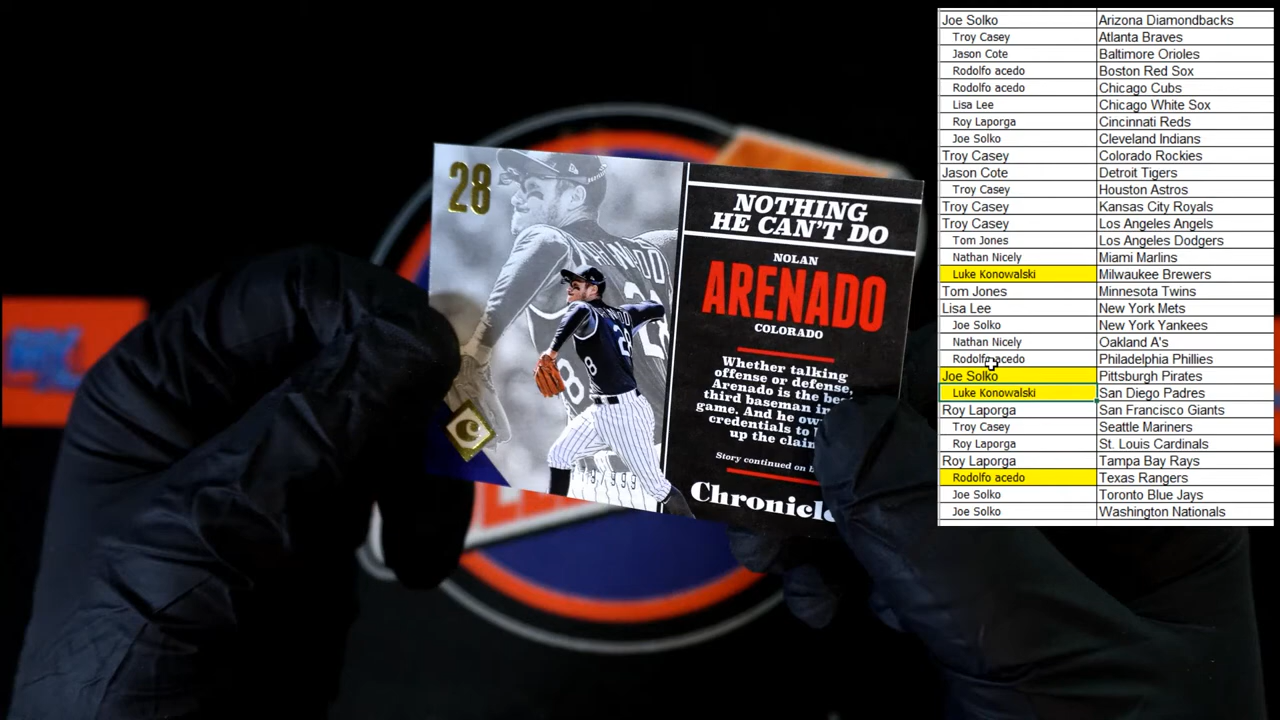 28
NOTHING
HE CAN'T DO
NOLAN
ARENADO
COLORADO
Whether talking
offense or defense,
Arenado is the
third baseman in
game. And he
credentials to
up the
Story continued on
/999
Joe Solko Arizona Diamondbacks
Troy Casey Atlanta Braves
Jason Cote Baltimore Orioles
Rodolfo acedo Boston Red Sox
Rodolfo acedo Chicago Cubs
Lisa Lee Chicago White Sox
Roy Laporga Cincinnati Reds
Joe Solko Cleveland Indians
Troy Casey Colorado Rockies
Jason Cote Detroit Tigers
Troy Casey Houston Astros
Troy Casey Kansas City Royals
Troy Casey Los Angeles Angels
Tom Jones Los Angeles Dodgers
Nathan Nicely Miami Marlins
Luke Konowalski Milwaukee Brewers
Tom Jones Minnesota Twins
Lisa Lee New York Mets
Joe Solko New York Yankees
Nathan Nicely Oakland A's
Rodolfo acedo Philadelphia Phillies
Joe Solko Pittsburgh Pirates
Luke Konowalski San Diego Padres
Roy Laporga San Francisco Giants
Troy Casey Seattle Mariners
Roy Laporga St. Louis Cardinals
Roy Laporga Tampa Bay Rays
Rodolfo acedo Texas Rangers
Joe Solko Toronto Blue Jays
Joe Solko Washington Nationals